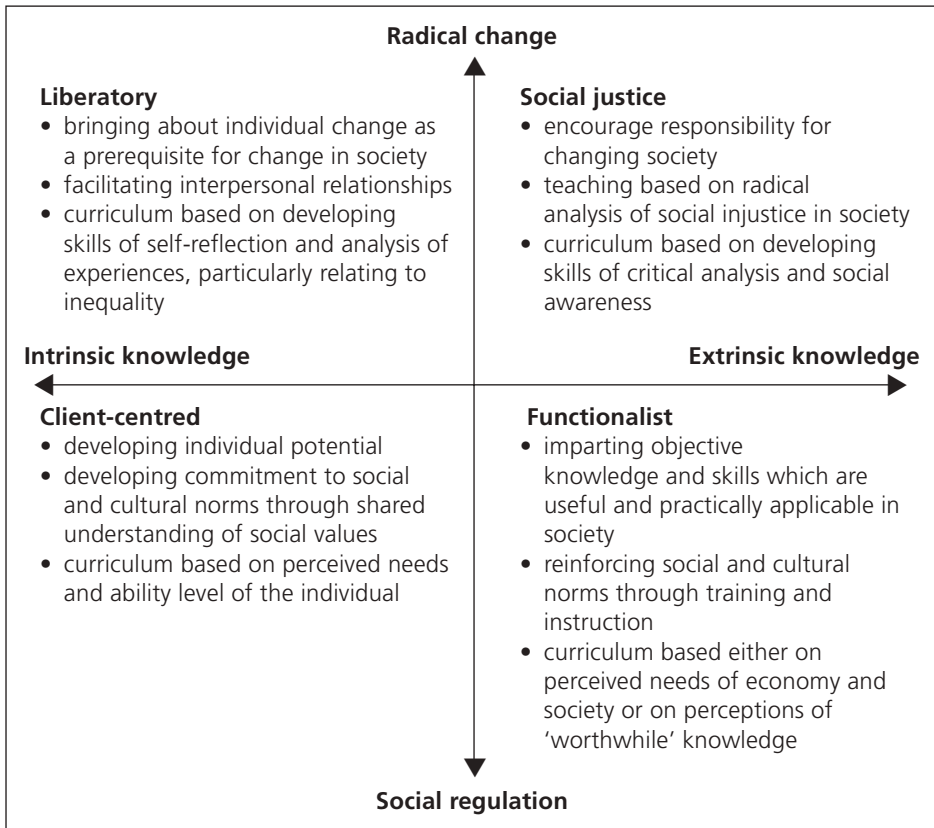 Radical change
Liberatory
• bringing about individual change as
a prerequisite for change in society
• facilitating interpersonal relationships
• curriculum based on developing
skills of self-reflection and analysis of
experiences, particularly relating to
inequality
Social justice
• encourage responsibility for
changing society
• teaching based on radical
analysis of social injustice in society
• curriculum based on developing
skills of critical analysis and social
awareness
Intrinsic knowledge
Extrinsic knowledge
Client-centred
• developing individual potential
• developing commitment to social
and cultural norms through shared
understanding of social values
• curriculum based on perceived needs
and ability level of the individual
Functionalist
• imparting objective
knowledge and skills which are
useful and practically applicable in
society
• reinforcing social and cultural
norms through training and
instruction
• curriculum based either on
perceived needs of economy and
society or on perceptions of
‘worthwhile’ knowledge
Social regulation